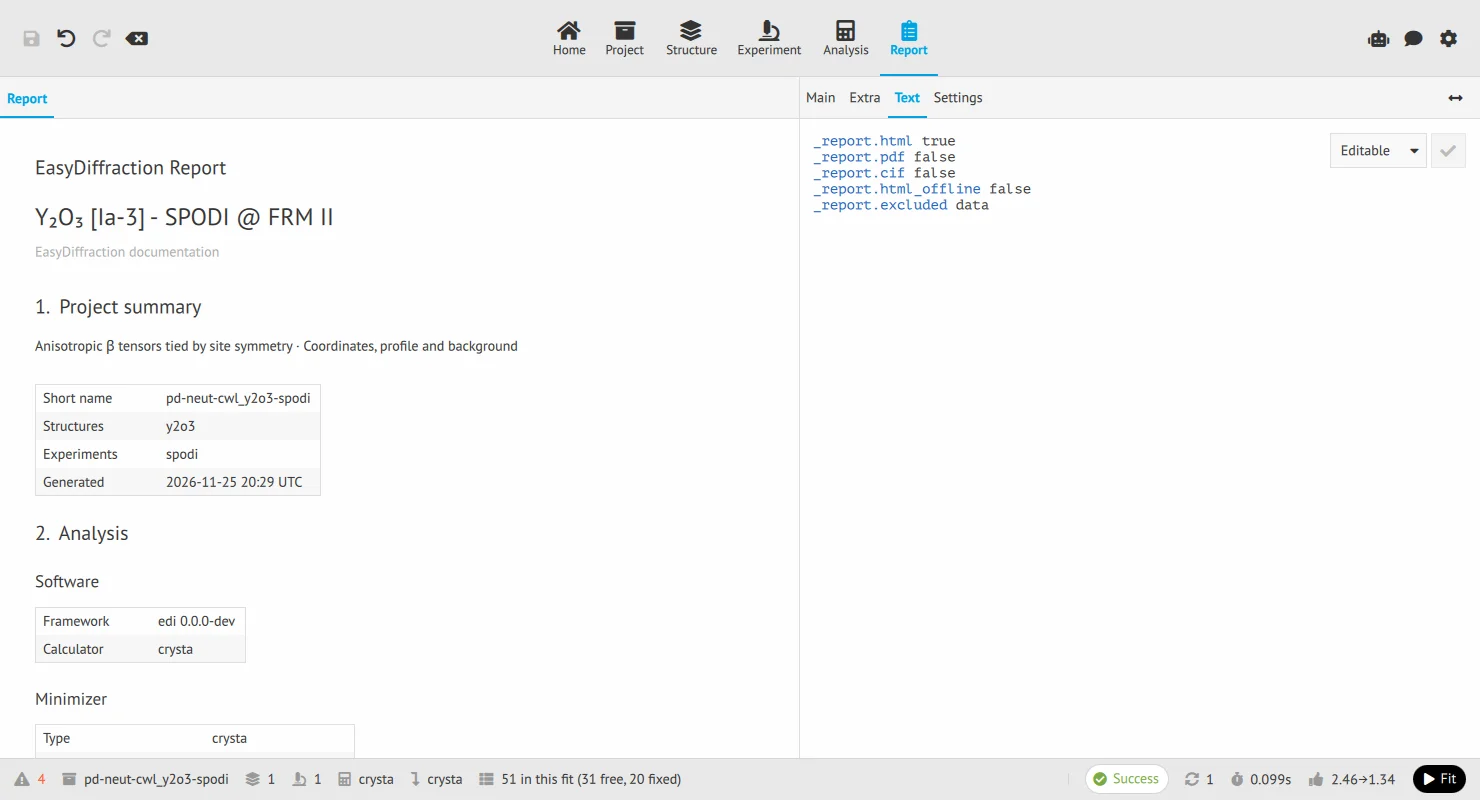 Home Project Structure Experiment Analysis Report
Report
Main Extra Text Settings
EasyDiffraction Report
Y₂O₃ [Ia-3] - SPODI @ FRM II
EasyDiffraction documentation
1. Project summary
Anisotropic β tensors tied by site symmetry · Coordinates, profile and background
Short name pd-neut-cwl_y2o3-spodi
Structures y2o3
Experiments spodi
Generated 2026-11-25 20:29 UTC
2. Analysis
Software
Framework edi 0.0.0-dev
Calculator crysta
Minimizer
Type crysta
_report.html true
_report.pdf false
_report.cif false
_report.html_offline false
_report.excluded data
Editable
4 pd-neut-cwl_y2o3-spodi 1 1 crysta crysta 51 in this fit (31 free, 20 fixed) Success 1 0.099s 2.46→1.34 Fit